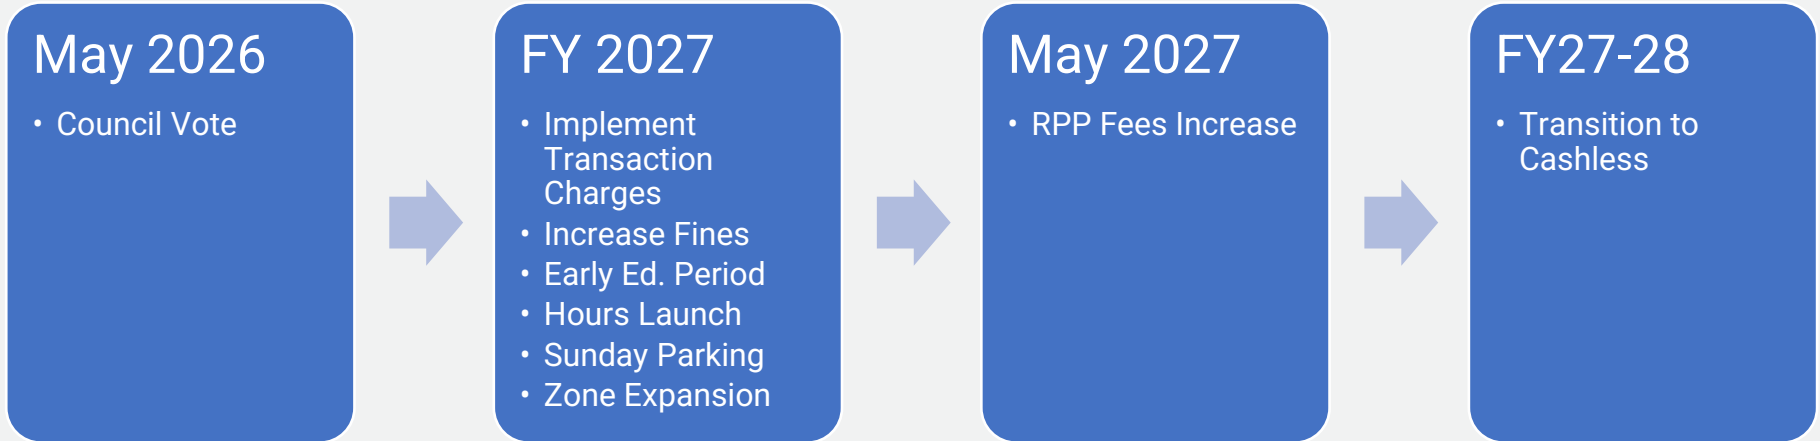 May 2026
• Council Vote
FY 2027
• Implement
Transaction
Charges
• Increase Fines
• Early Ed. Period
• Hours Launch
• Sunday Parking
• Zone Expansion
May 2027
• RPP Fees Increase
FY27-28
• Transition to
Cashless